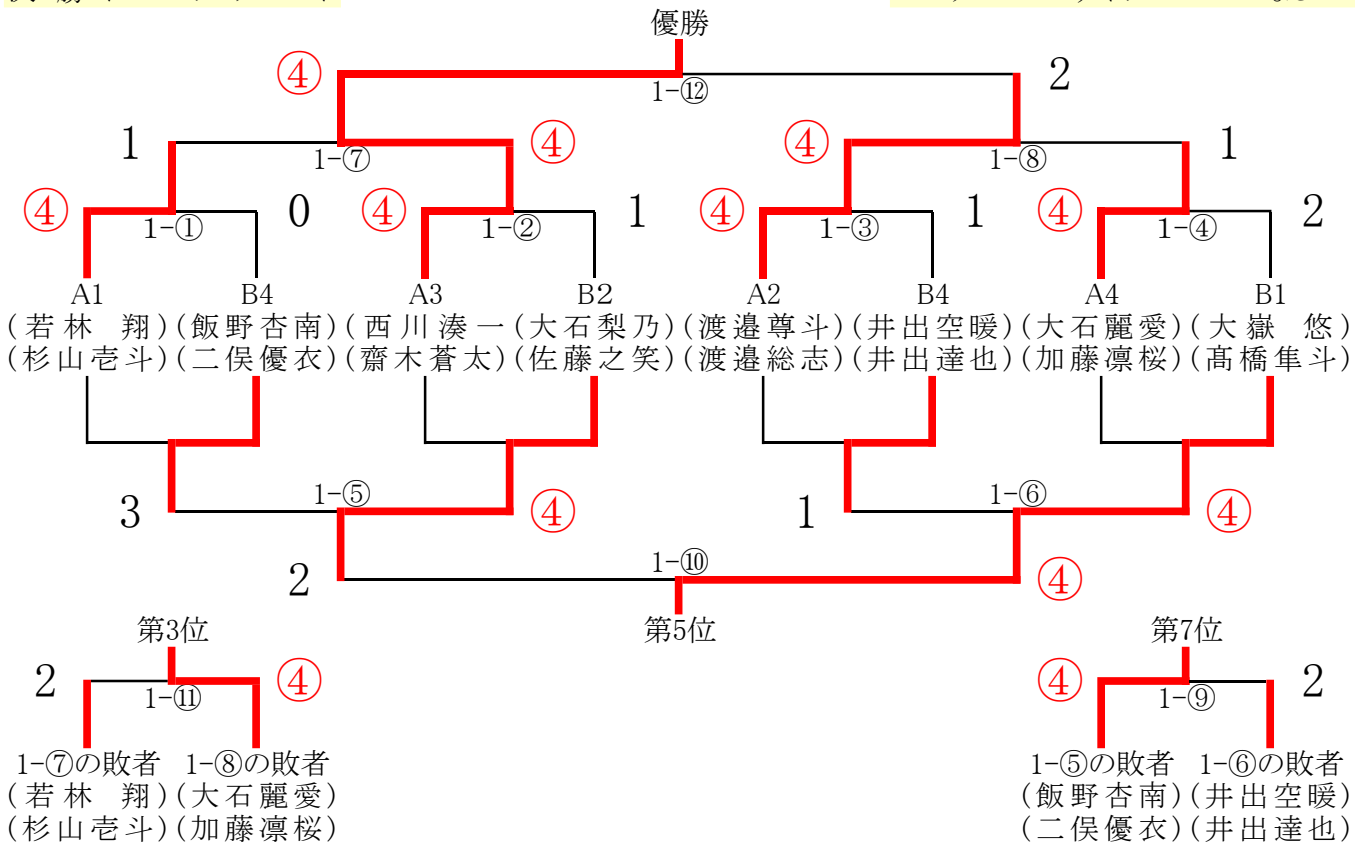 優勝
④ 1-⑫ 2
1 1-⑦ ④ ④ 1-⑧ 1
④ 1-① 0 ④ 1-② 1 ④ 1-③ 1 ④ 1-④ 2
A1 B4 A3 B2 A2 B4 A4 B1
(若林 翔)(飯野杏南)(西川湊一(大石梨乃)(渡邉尊斗)(井出空暖)(大石麗愛)(大嶽 悠)
(杉山壱斗)(二俣優衣)(齋木蒼太)(佐藤之笑)(渡邉総志)(井出達也)(加藤凛桜)(髙橋隼斗)
3 1-⑤ ④ 1 1-⑥ ④
2 1-⑩ ④
第3位 第5位 第7位
2 1-⑪ ④ ④ 1-⑨ 2
1-⑦の敗者 1-⑧の敗者 1-⑤の敗者 1-⑥の敗者
(若林 翔)(大石麗愛) (飯野杏南)(井出空暖)
(杉山壱斗)(加藤凛桜) (二俣優衣)(井出達也)